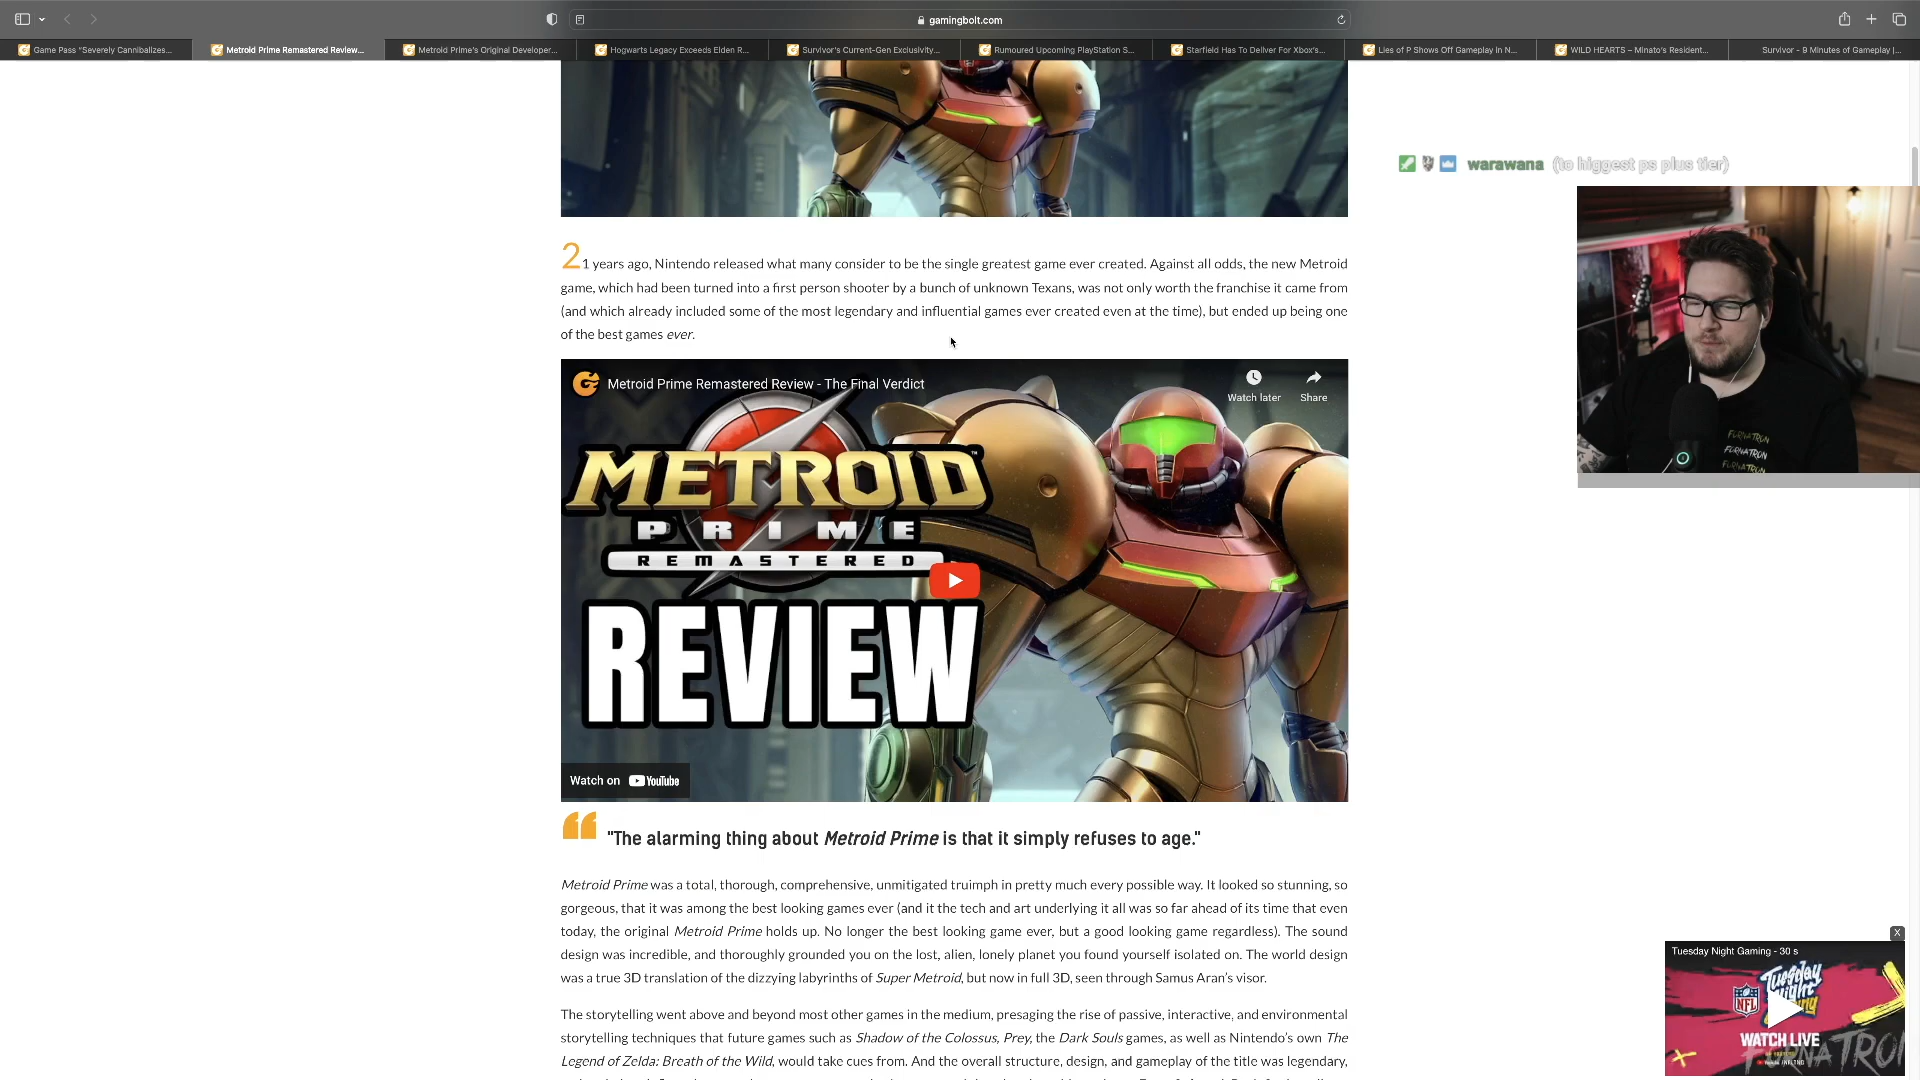 gamingbolt.com
Game Pass "Severely Cannibalizes...
Metroid Prime Remastered Review...
Metroid Prime's Original Developer...
Hogwarts Legacy Exceeds Elden R...
Survivor's Current-Gen Exclusivity...
Rumoured Upcoming PlayStation S...
Starfield Has To Deliver For Xbox's...
Lies of P Shows Off Gameplay in N...
WILD HEARTS – Minato's Resident...
Survivor - 9 Minutes of Gameplay |...
warawana (to higgest ps plus tier)
21 years ago, Nintendo released what many consider to be the single greatest game ever created. Against all odds, the new Metroid
game, which had been turned into a first person shooter by a bunch of unknown Texans, was not only worth the franchise it came from
(and which already included some of the most legendary and influential games ever created even at the time), but ended up being one
of the best games ever.
Metroid Prime Remastered Review - The Final Verdict
Watch later
Share
METROID
PRIME
REMASTERED
REVIEW
Watch on YouTube
FORNATRON
FORNATRON
FORNATRON
"The alarming thing about Metroid Prime is that it simply refuses to age."
Metroid Prime was a total, thorough, comprehensive, unmitigated truimph in pretty much every possible way. It looked so stunning, so
gorgeous, that it was among the best looking games ever (and it the tech and art underlying it all was so far ahead of its time that even
today, the original Metroid Prime holds up. No longer the best looking game ever, but a good looking game regardless). The sound
design was incredible, and thoroughly grounded you on the lost, alien, lonely planet you found yourself isolated on. The world design
was a true 3D translation of the dizzying labyrinths of Super Metroid, but now in full 3D, seen through Samus Aran's visor.
The storytelling went above and beyond most other games in the medium, presaging the rise of passive, interactive, and environmental
storytelling techniques that future games such as Shadow of the Colossus, Prey, the Dark Souls games, as well as Nintendo's own The
Legend of Zelda: Breath of the Wild, would take cues from. And the overall structure, design, and gameplay of the title was legendary,
X
Tuesday Night Gaming - 30 s
NFL
Tuesday
Night
Gaming
WATCH LIVE
FORNATRON